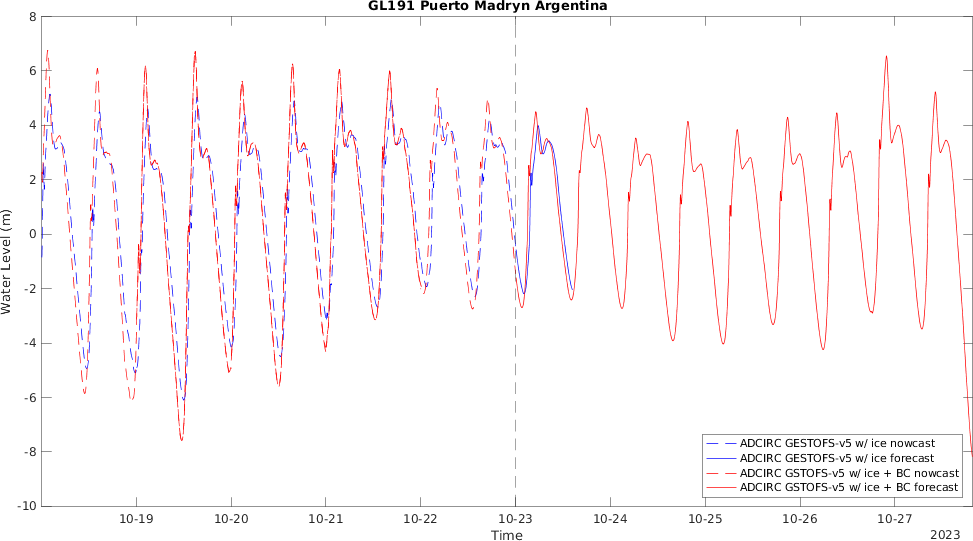 GL191 Puerto Madryn Argentina
8
6
4
2
0
-2
-4
-6
-8
-10
Water Level (m)
10-19
10-20
10-21
10-22
10-23
10-24
10-25
10-26
10-27
Time
2023
ADCIRC GESTOFS-v5 w/ ice nowcast
ADCIRC GESTOFS-v5 w/ ice forecast
ADCIRC GSTOFS-v5 w/ ice + BC nowcast
ADCIRC GSTOFS-v5 w/ ice + BC forecast